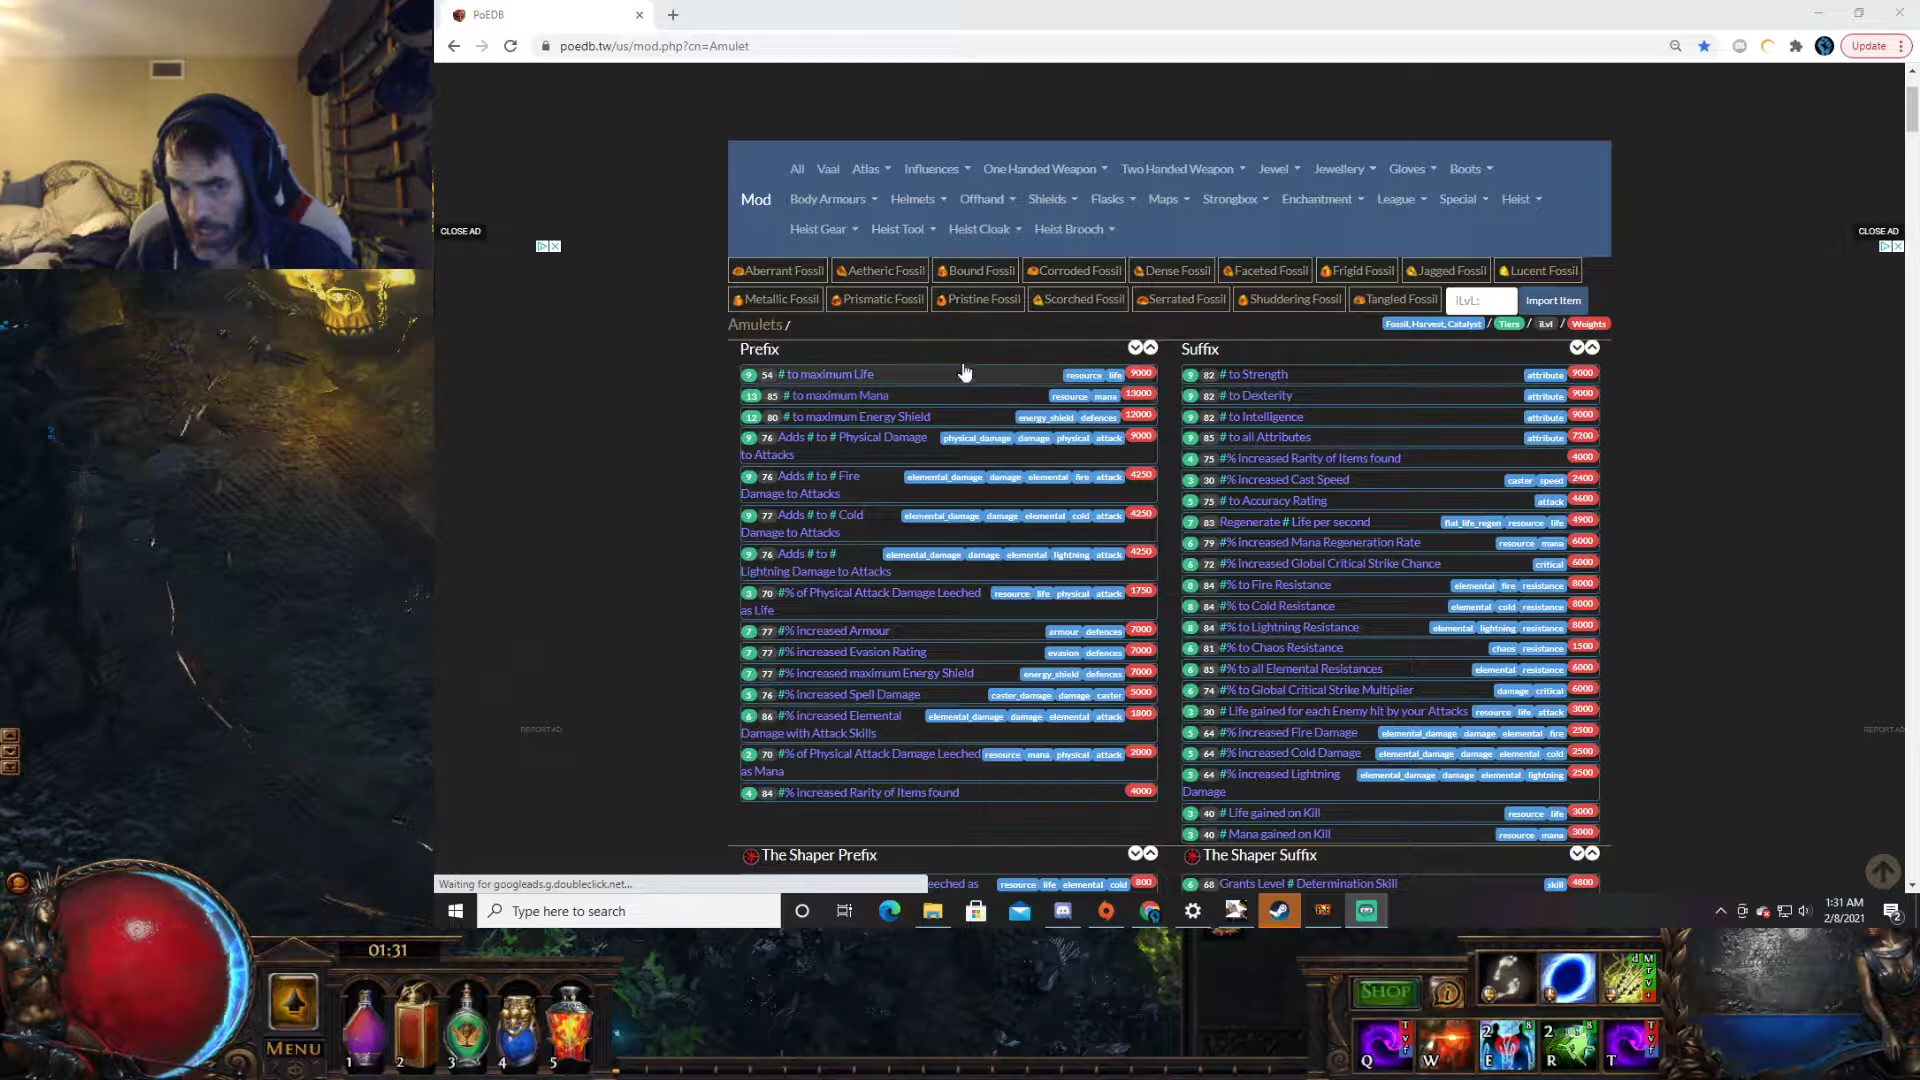 PoEDB
poedb.tw/us/mod.php?cn=Amulet
Update
CLOSE AD
CLOSE AD
Mod
All Vaal Atlas Influences One Handed Weapon Two Handed Weapon Jewel Jewellery Gloves Boots
Body Armours Helmets Offhand Shields Flasks Maps Strongbox Enchantment League Special Heist
Heist Gear Heist Tool Heist Cloak Heist Brooch
Aberrant Fossil Aetheric Fossil Bound Fossil Corroded Fossil Dense Fossil Faceted Fossil Frigid Fossil Jagged Fossil Lucent Fossil
Metallic Fossil Prismatic Fossil Pristine Fossil Scorched Fossil Serrated Fossil Shuddering Fossil Tangled Fossil iLvL: Import Item
Amulets / Fossil, Harvest, Catalyst / Tiers / iLvl / Weights
Prefix
9 54 # to maximum Life resource life 9000
13 85 # to maximum Mana resource mana 13000
12 80 # to maximum Energy Shield energy_shield defences 12000
9 76 Adds # to # Physical Damage physical_damage damage physical attack 9000
to Attacks
9 76 Adds # to # Fire elemental_damage damage elemental fire attack 4250
Damage to Attacks
9 77 Adds # to # Cold elemental_damage damage elemental cold attack 4250
Damage to Attacks
9 76 Adds # to # elemental_damage damage elemental lightning attack 4250
Lightning Damage to Attacks
3 70 #% of Physical Attack Damage Leeched resource life physical attack 1750
as Life
7 77 #% increased Armour armour defences 7000
7 77 #% increased Evasion Rating evasion defences 7000
7 77 #% increased maximum Energy Shield energy_shield defences 7000
5 76 #% increased Spell Damage caster_damage damage caster 5000
6 86 #% increased Elemental elemental_damage damage elemental attack 1800
Damage with Attack Skills
2 70 #% of Physical Attack Damage Leeched resource mana physical attack 2000
as Mana
4 84 #% increased Rarity of Items found 4000
Suffix
9 82 # to Strength attribute 9000
9 82 # to Dexterity attribute 9000
9 82 # to Intelligence attribute 9000
9 85 # to all Attributes attribute 7200
4 75 #% increased Rarity of Items found 4000
3 30 #% increased Cast Speed caster speed 2400
5 75 # to Accuracy Rating attack 4600
7 83 Regenerate # Life per second flat_life_regen resource life 4900
6 79 #% increased Mana Regeneration Rate resource mana 6000
6 72 #% increased Global Critical Strike Chance critical 6000
8 84 #% to Fire Resistance elemental fire resistance 8000
8 84 #% to Cold Resistance elemental cold resistance 8000
8 84 #% to Lightning Resistance elemental lightning resistance 8000
6 81 #% to Chaos Resistance chaos resistance 1500
6 85 #% to all Elemental Resistances elemental resistance 6000
6 74 #% to Global Critical Strike Multiplier damage critical 6000
3 30 # Life gained for each Enemy hit by your Attacks resource life attack 3000
5 64 #% increased Fire Damage elemental_damage damage elemental fire 2500
5 64 #% increased Cold Damage elemental_damage damage elemental cold 2500
5 64 #% increased Lightning elemental_damage damage elemental lightning 2500
Damage
3 40 # Life gained on Kill resource life 3000
3 40 # Mana gained on Kill resource mana 3000
REPORT AD
REPORT AD
The Shaper Prefix
eeched as resource life elemental cold 800
The Shaper Suffix
6 68 Grants Level # Determination Skill skill 4800
Waiting for googleads.g.doubleclick.net...
Type here to search
1:31 AM
2/8/2021
2
01:31
MENU
1 2 3 4 5
SHOP
d M
r
v
+
T
v
f
8
2
8
2
T
v
f
Q W E R T